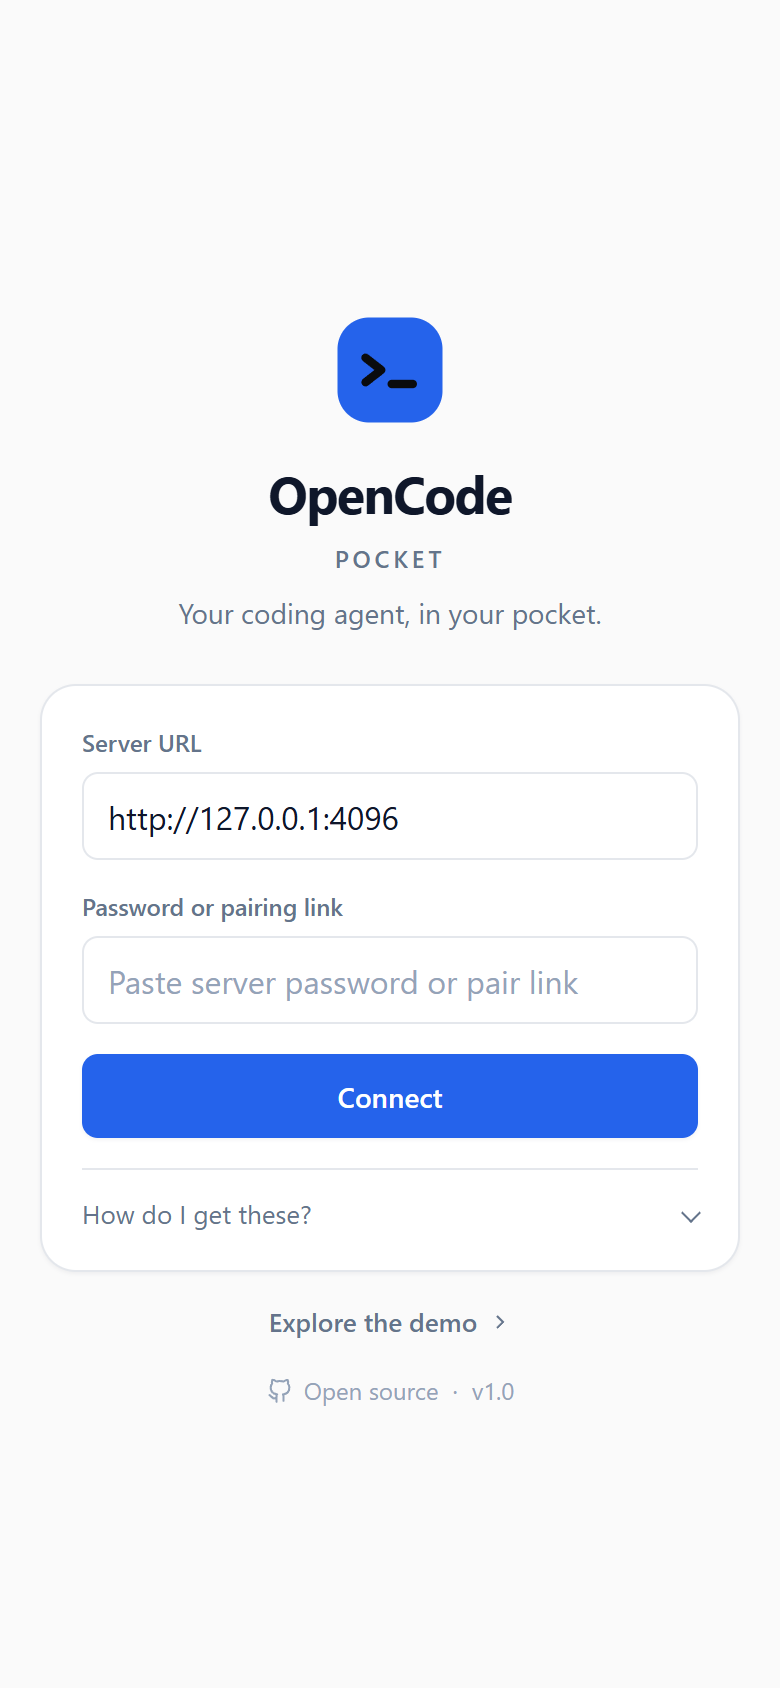 OpenCode
POCKET
Your coding agent, in your pocket.
Server URL
http://127.0.0.1:4096
Password or pairing link
Paste server password or pair link
Connect
How do I get these?
Explore the demo
Open source · v1.0